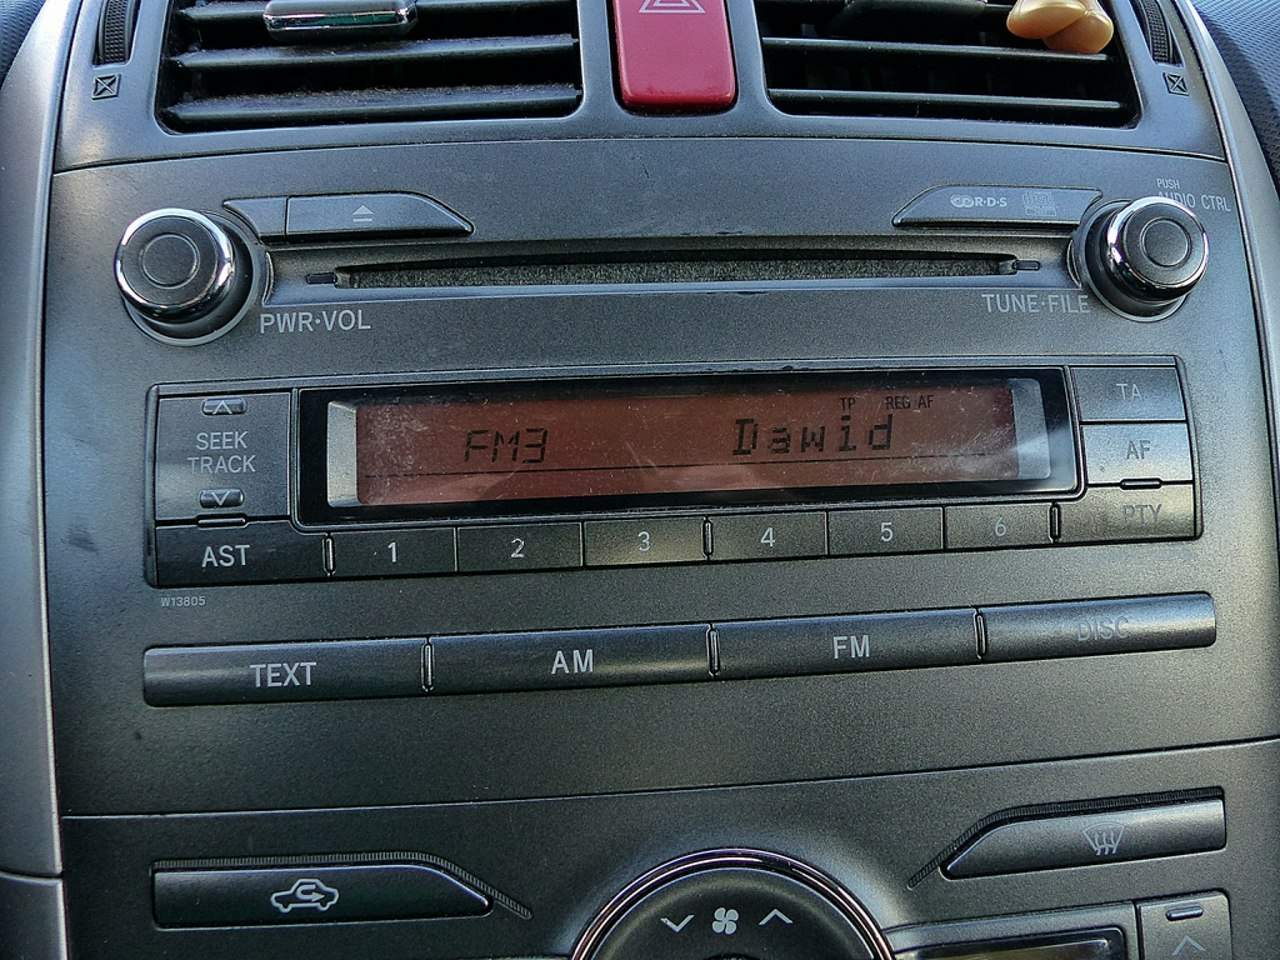 PUSH
AUDIO CTRL
R·D·S
PWR·VOL
TUNE·FILE
TA
TP REG AF
SEEK
TRACK
FM3 Dawid
AF
PTY
AST 1 2 3 4 5 6
W13805
TEXT AM FM DISC